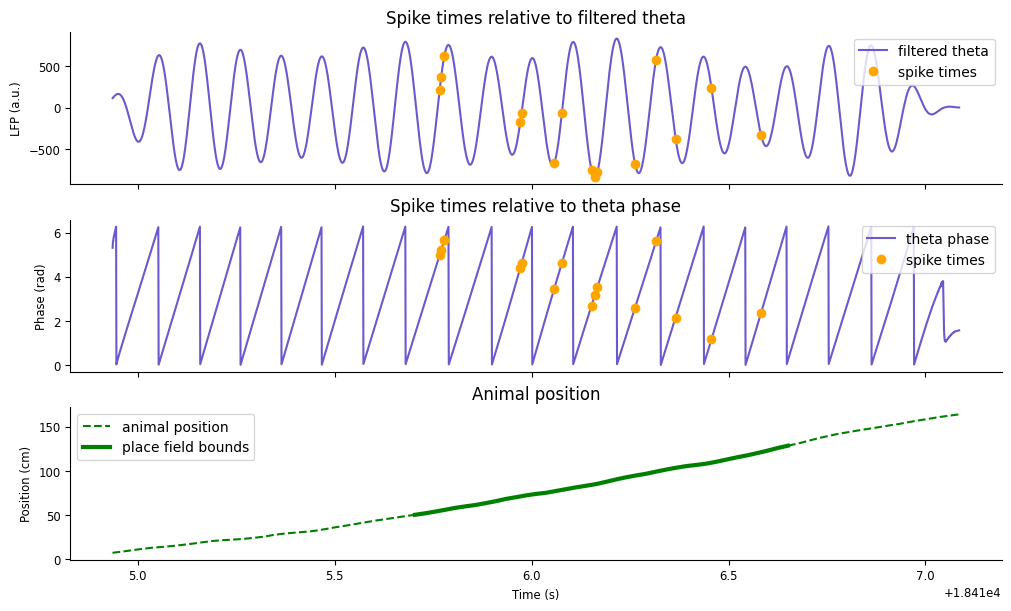 Spike times relative to filtered theta
LFP (a.u.)
500
0
−500
filtered theta
spike times
Spike times relative to theta phase
Phase (rad)
6
4
2
0
theta phase
spike times
Animal position
Position (cm)
150
100
50
0
animal position
place field bounds
5.0 5.5 6.0 6.5 7.0
Time (s)
+1.841e4